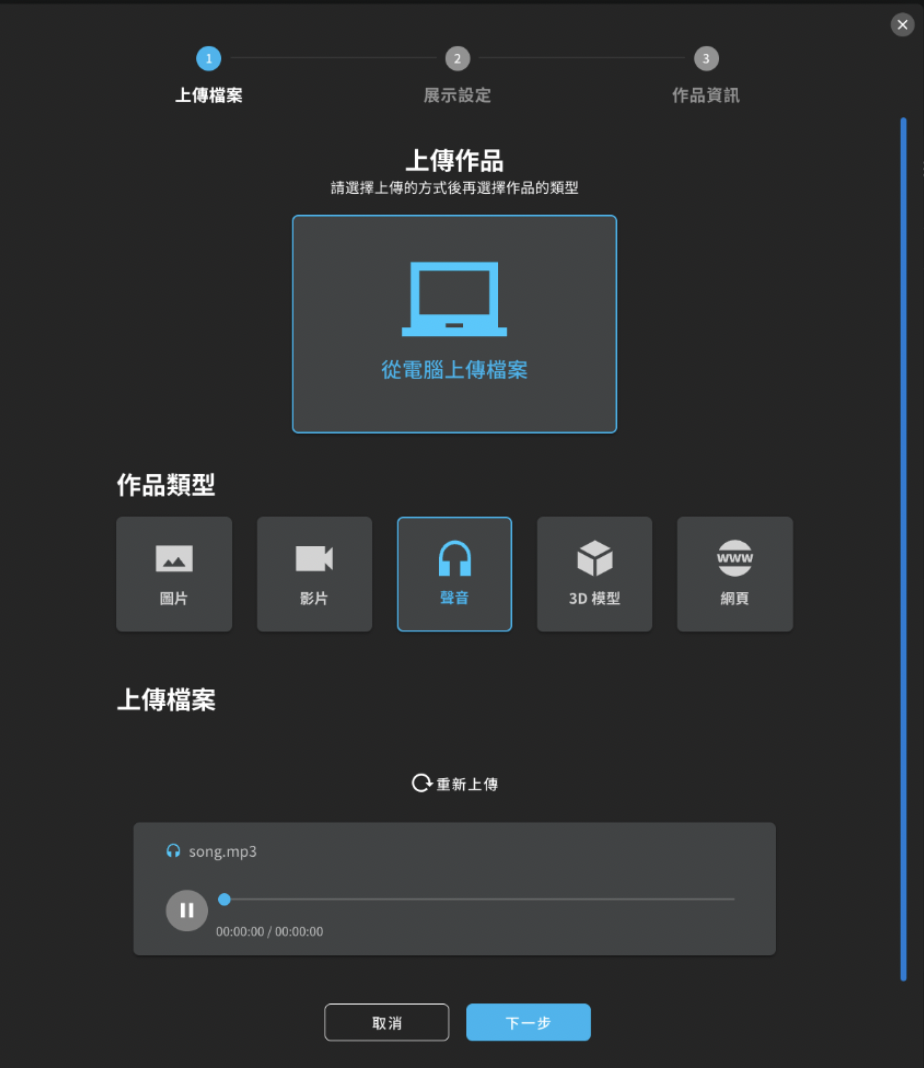 1 2 3
上傳檔案 展示設定 作品資訊
上傳作品
請選擇上傳的方式後再選擇作品的類型
從電腦上傳檔案
作品類型
www
圖片 影片 聲音 3D 模型 網頁
上傳檔案
重新上傳
song.mp3
00:00:00 / 00:00:00
取消 下一步